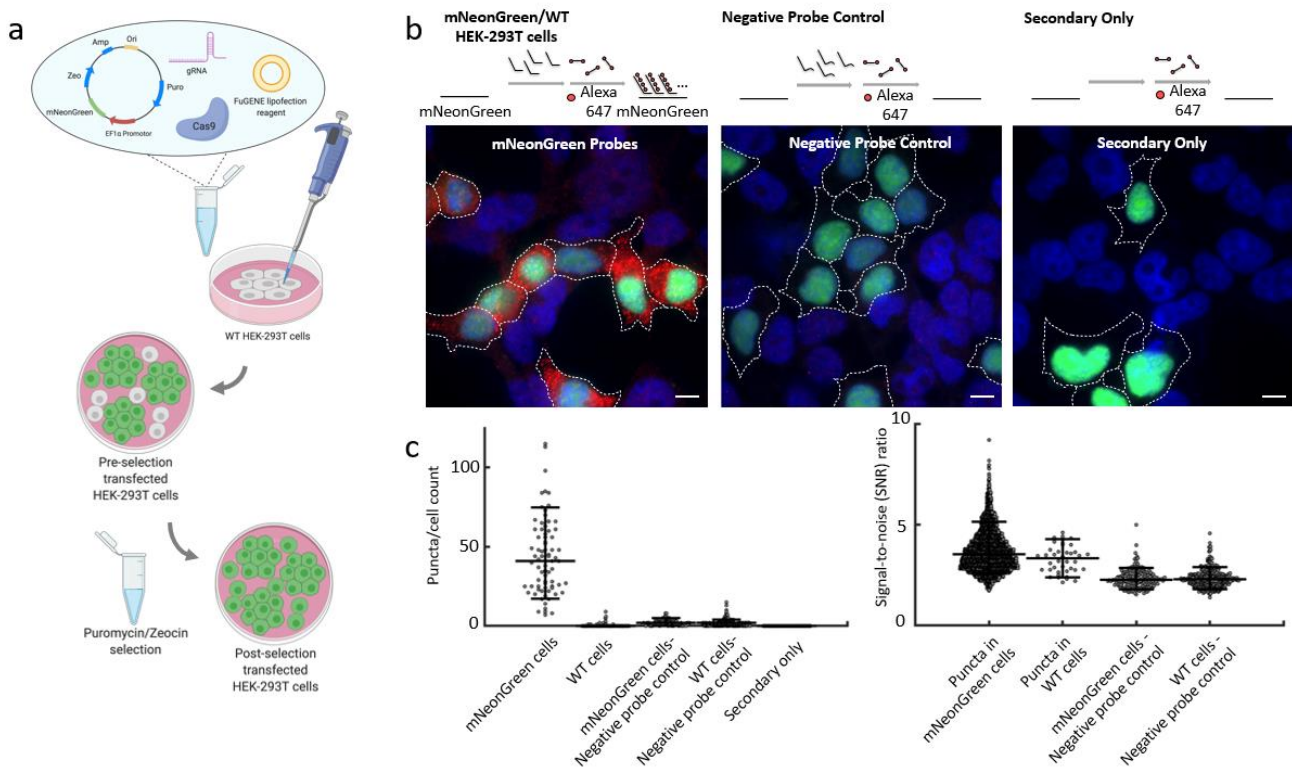 a
Amp
Ori
Zeo
gRNA
Puro
FuGENE lipofection
reagent
mNeonGreen
EF1α Promotor
Cas9
WT HEK-293T cells
Pre-selection
transfected
HEK-293T cells
Puromycin/Zeocin
selection
Post-selection
transfected
HEK-293T cells
b
mNeonGreen/WT
HEK-293T cells
Negative Probe Control
Secondary Only
...
Alexa
647
mNeonGreen
mNeonGreen
Alexa
647
Alexa
647
mNeonGreen Probes
Negative Probe Control
Secondary Only
c
Puncta/cell count
100
50
0
mNeonGreen cells
WT cells
mNeonGreen cells-
Negative probe control
WT cells-
Negative probe control
Secondary only
Signal-to-noise (SNR) ratio
10
5
0
Puncta in
mNeonGreen cells
Puncta in
WT cells
mNeonGreen cells -
Negative probe control
WT cells -
Negative probe control